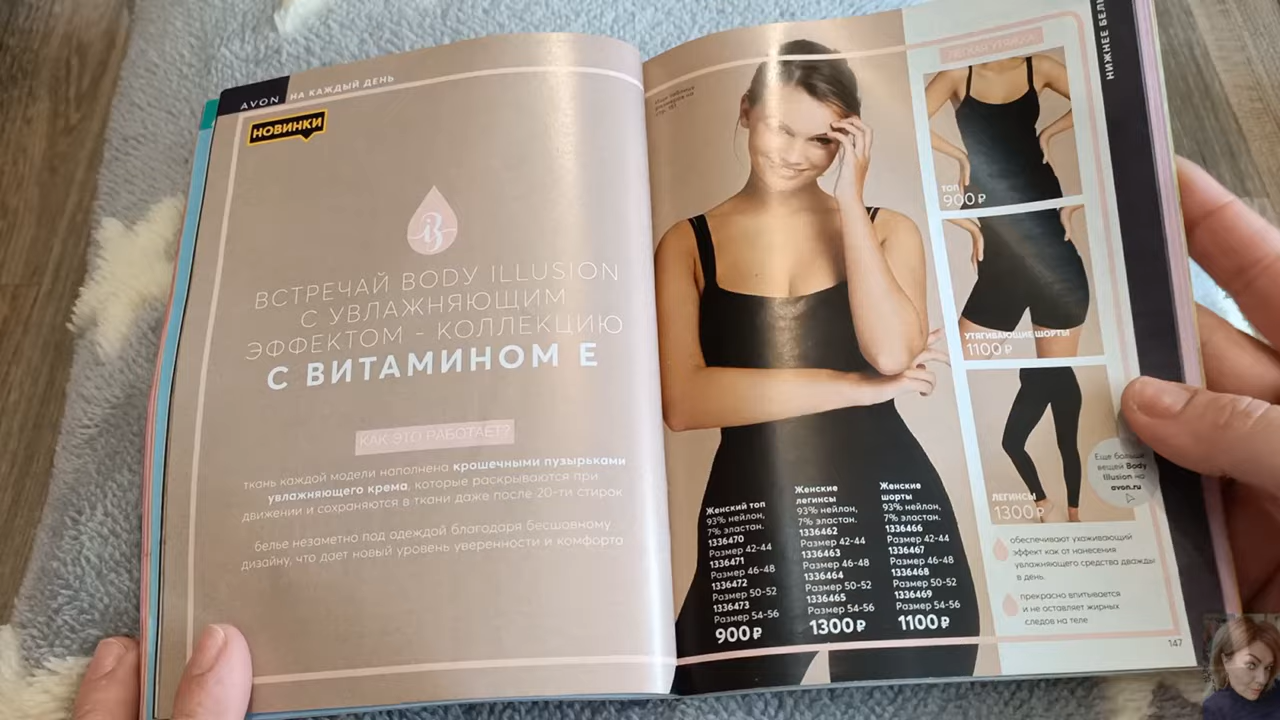 AVON НА КАЖДЫЙ ДЕНЬ
НОВИНКИ
ВСТРЕЧАЙ BODY ILLUSION
С УВЛАЖНЯЮЩИМ
ЭФФЕКТОМ - КОЛЛЕКЦИЮ
С ВИТАМИНОМ Е
КАК ЭТО РАБОТАЕТ?
ткань каждой модели наполнена крошечными пузырьками
увлажняющего крема, которые раскрываются при
движении и сохраняются в ткани даже после 20-ти стирок
белье незаметно под одеждой благодаря бесшовному
дизайну, что дает новый уровень уверенности и комфорта
Женский топ
93% нейлон,
7% эластан.
1336470
Размер 42-44
1336471
Размер 46-48
1336472
Размер 50-52
1336473
Размер 54-56
900 ₽
Женские
легинсы
93% нейлон,
7% эластан.
1336462
Размер 42-44
1336463
Размер 46-48
1336464
Размер 50-52
1336465
Размер 54-56
1300 ₽
Женские
шорты
93% нейлон,
7% эластан.
1336466
Размер 42-44
1336467
Размер 46-48
1336468
Размер 50-52
1336469
Размер 54-56
1100 ₽
ЛЕГКАЯ УТЯЖКА
ТОП
900 ₽
УТЯГИВАЮЩИЕ ШОРТЫ
1100 ₽
ЛЕГИНСЫ
1300 ₽
Еще больше
вещей Body
Illusion на
avon.ru
обеспечивают ухаживающий
эффект как от нанесения
увлажняющего средства дважды
в день.
прекрасно впитывается
и не оставляет жирных
следов на теле
НИЖНЕЕ
147